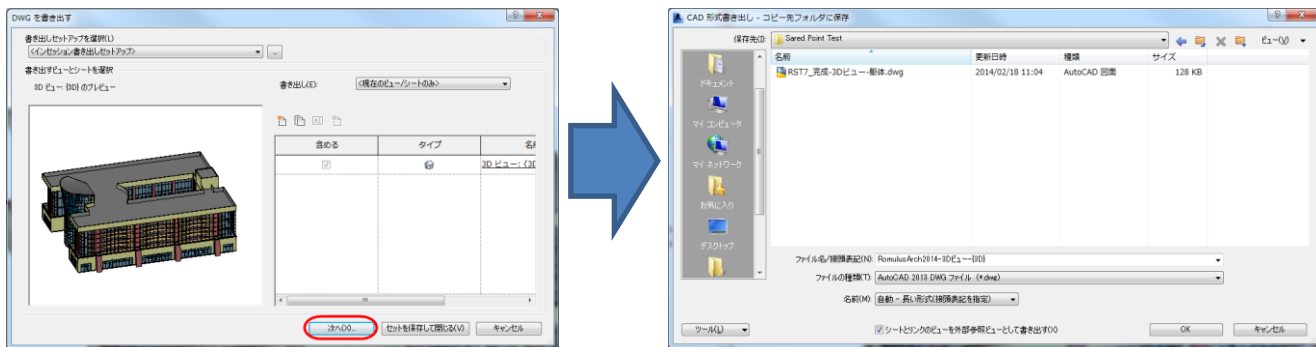 DWG を書き出す
書き出しセットアップを選択(L)
<インセッション書き出しセットアップ>
...
書き出すビューとシートを選択
3D ビュー: {3D} のプレビュー
書き出し(E):
<現在のビュー/シートのみ>
含める
タイプ
名前
3D ビュー: {3D
次へ(X)...
セットを保存して閉じる(V)
キャンセル
CAD 形式書き出し - コピー先フォルダに保存
保存先(I):
Sared Point Test
ビュー(V)
名前
更新日時
種類
サイズ
RST7_完成-3Dビュー-躯体.dwg
2014/02/18 11:04
AutoCAD 図面
128 KB
ドキュメント
マイ コンピュータ
マイ ネットワーク
お気に入り
デスクトップ
ファイル名/接頭表記(N):
RomulusArch2014-3Dビュー-{3D}
ファイルの種類(T):
AutoCAD 2013 DWG ファイル (*.dwg)
名前(M):
自動 - 長い形式(接頭表記を指定)
ツール(L)
シートとリンクのビューを外部参照ビューとして書き出す(X)
OK
キャンセル